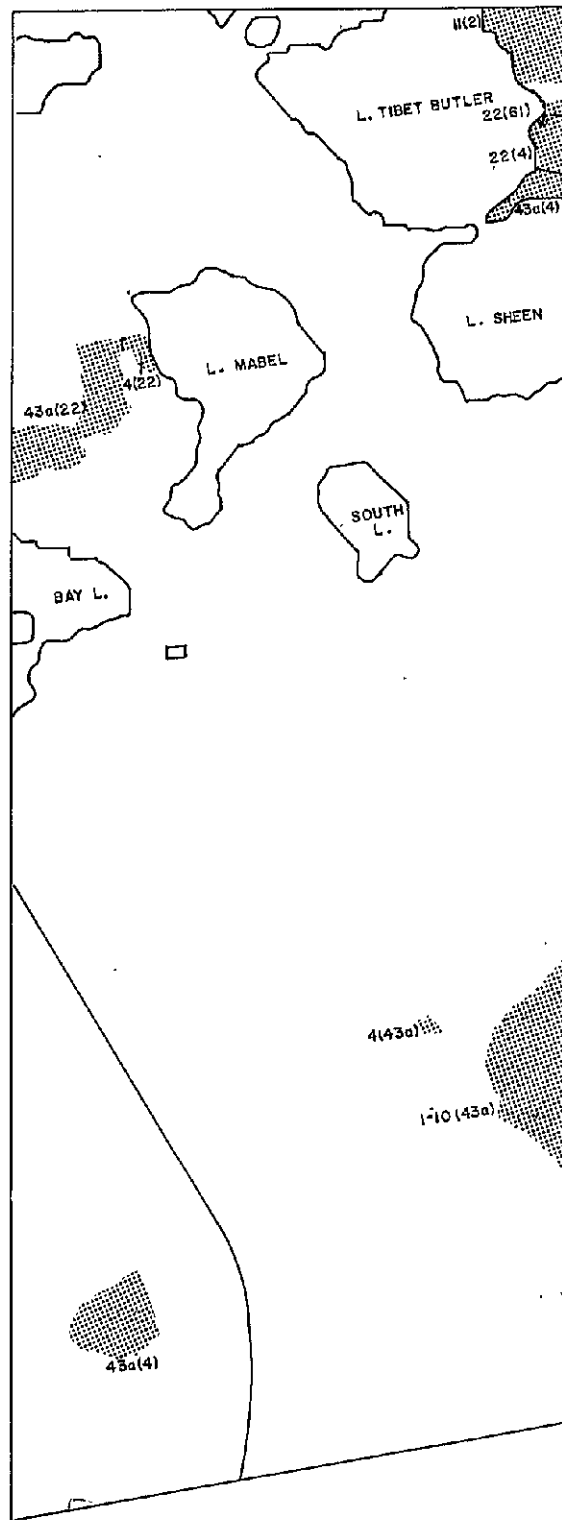 11(2)
L. TIBET BUTLER
22(61)
22(4)
43a(4)
L. SHEEN
L. MABEL
4(22)
43a(22)
SOUTH
L.
BAY L.
4(43a)
1-10(43a)
43a(4)